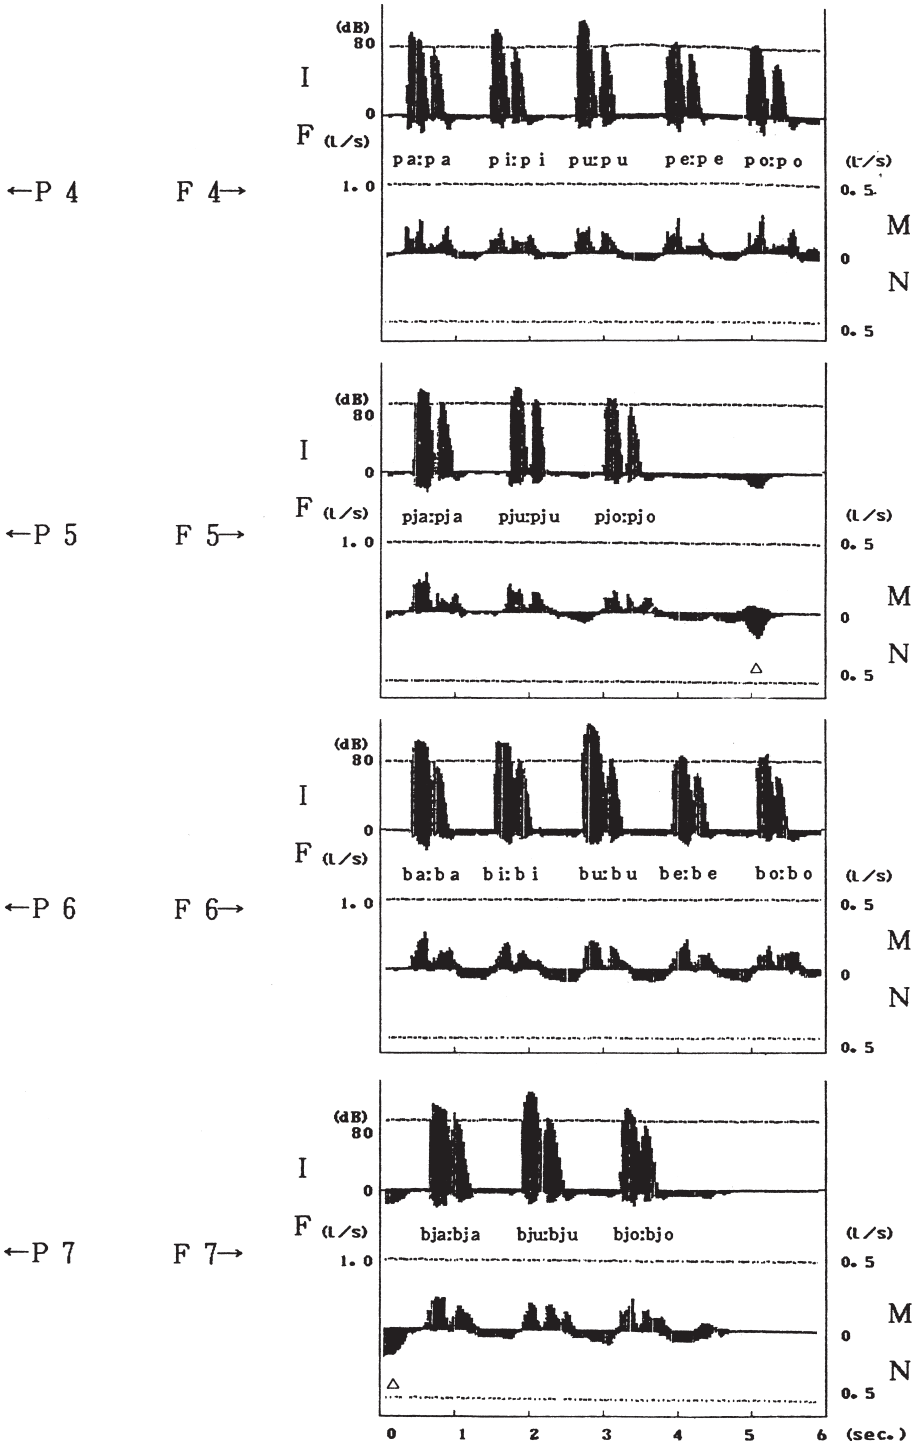 (dB)
80
I
0
F (l/s)
pa:pa pi:pi pu:pu pe:pe po:po (l/s)
←P 4 F 4→ 1.0 0.5
M
0
N
0.5
(dB)
80
I
0
F (l/s) pja:pja pju:pju pjo:pjo (l/s)
←P 5 F 5→ 1.0 0.5
M
0
N
△ 0.5
(dB)
80
I
0
F (l/s)
ba:ba bi:bi bu:bu be:be bo:bo (l/s)
←P 6 F 6→ 1.0 0.5
M
0
N
0.5
(dB)
80
I
0
F (l/s) bja:bja bju:bju bjo:bjo (l/s)
←P 7 F 7→ 1.0 0.5
M
0
N
△ 0.5
0 1 2 3 4 5 6 (sec.)